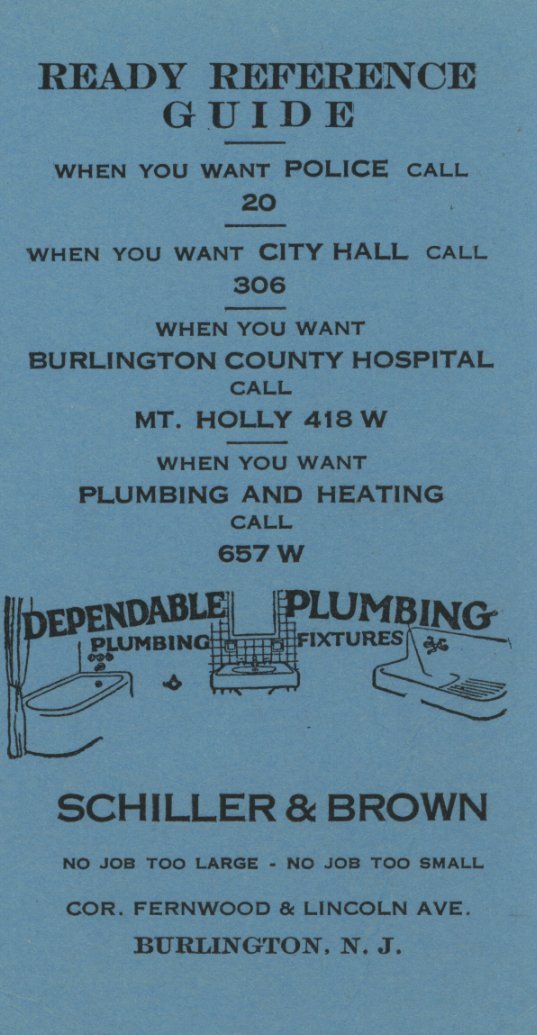 READY REFERENCE
GUIDE
WHEN YOU WANT POLICE CALL
20
WHEN YOU WANT CITY HALL CALL
306
WHEN YOU WANT
BURLINGTON COUNTY HOSPITAL
CALL
MT. HOLLY 418 W
WHEN YOU WANT
PLUMBING AND HEATING
CALL
657 W
DEPENDABLE PLUMBING
PLUMBING FIXTURES
SCHILLER & BROWN
NO JOB TOO LARGE - NO JOB TOO SMALL
COR. FERNWOOD & LINCOLN AVE.
BURLINGTON, N. J.